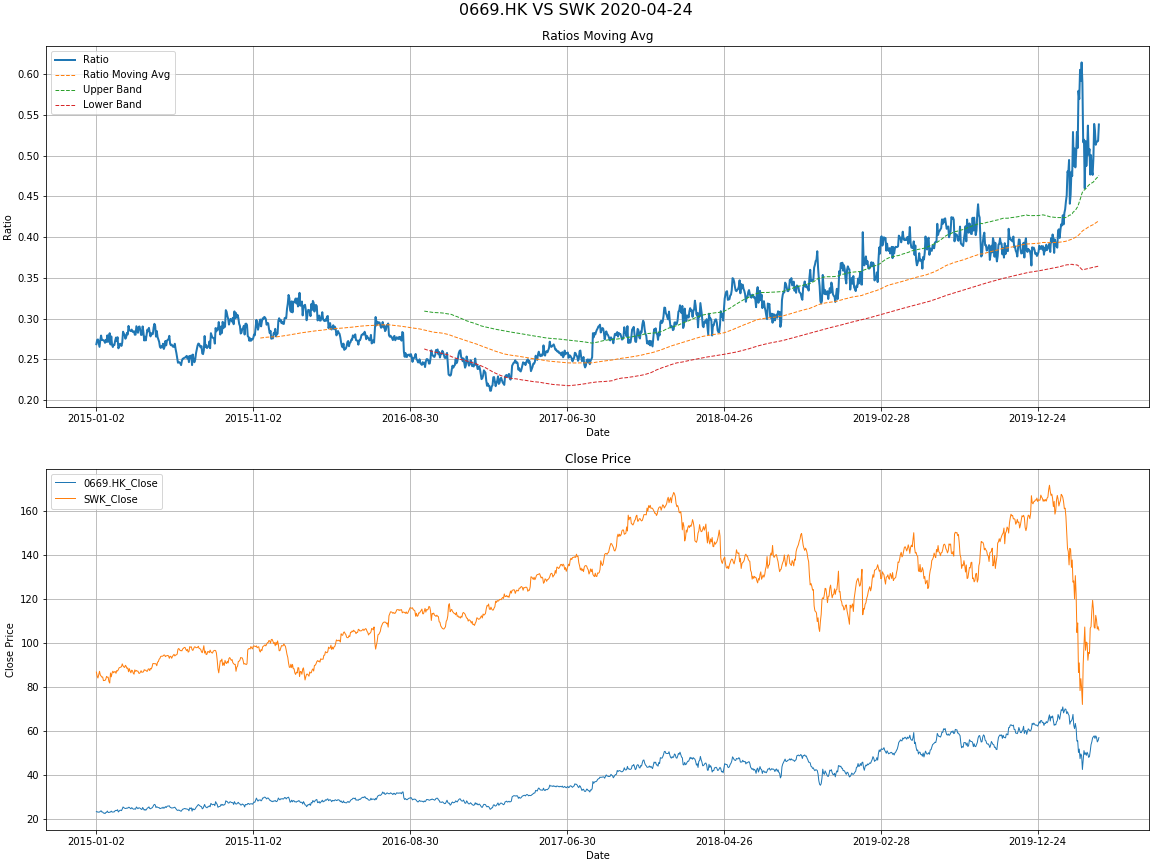 0669.HK VS SWK 2020-04-24
Ratios Moving Avg
Ratio
Ratio Moving Avg
Upper Band
Lower Band
0.60
0.55
0.50
0.45
0.40
0.35
0.30
0.25
0.20
Ratio
2015-01-02 2015-11-02 2016-08-30 2017-06-30 2018-04-26 2019-02-28 2019-12-24
Date
Close Price
0669.HK_Close
SWK_Close
160
140
120
100
80
60
40
20
Close Price
2015-01-02 2015-11-02 2016-08-30 2017-06-30 2018-04-26 2019-02-28 2019-12-24
Date